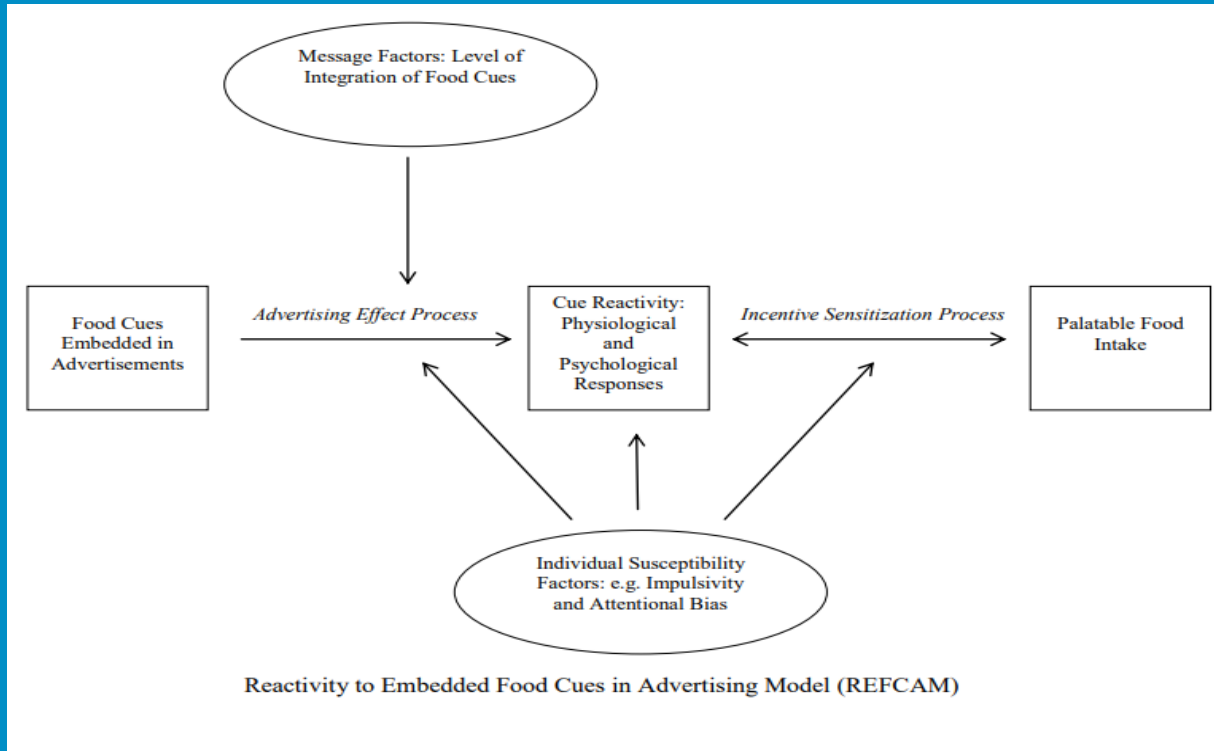 Message Factors: Level of
Integration of Food Cues
Food Cues
Embedded in
Advertisements
Advertising Effect Process
Cue Reactivity:
Physiological
and
Psychological
Responses
Incentive Sensitization Process
Palatable Food
Intake
Individual Susceptibility
Factors: e.g. Impulsivity
and Attentional Bias
Reactivity to Embedded Food Cues in Advertising Model (REFCAM)